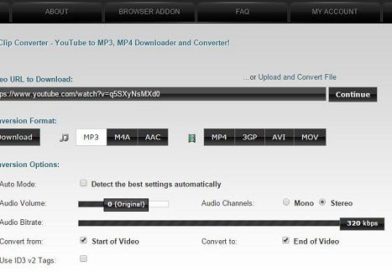 ABOUT BROWSER ADDON FAQ MY ACCOUNT
Clip Converter - YouTube to MP3, MP4 Downloader and Converter!
eo URL to Download: ...or Upload and Convert File
ps://www.youtube.com/watch?v=q5SXyNsMXd0 Continue
nversion Format:
ownload MP3 M4A AAC MP4 3GP AVI MOV
nversion Options:
Auto Mode: Detect the best settings automatically
Audio Volume: 0 (Original) Audio Channels: Mono Stereo
Audio Bitrate: 320 kbps
Convert from: Start of Video Convert to: End of Video
Use ID3 v2 Tags: